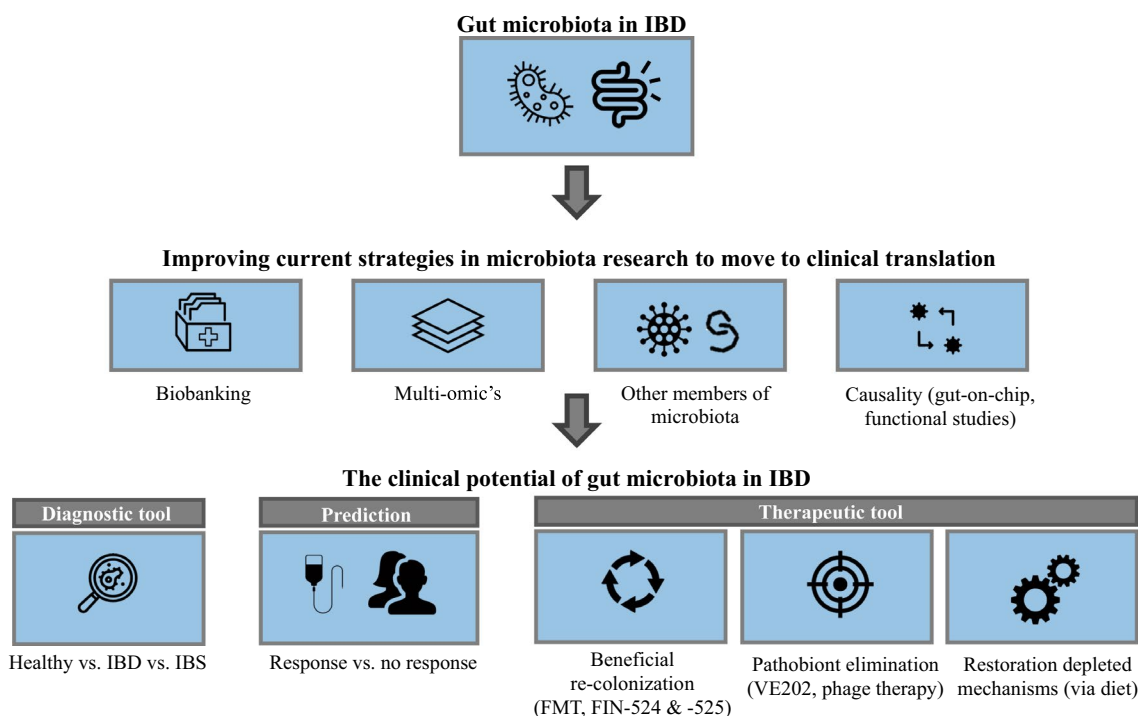 Gut microbiota in IBD
Improving current strategies in microbiota research to move to clinical translation
Biobanking
Multi-omic's
Other members of
microbiota
Causality (gut-on-chip,
functional studies)
The clinical potential of gut microbiota in IBD
Diagnostic tool
Prediction
Therapeutic tool
Healthy vs. IBD vs. IBS
Response vs. no response
Beneficial
re-colonization
(FMT, FIN-524 & -525)
Pathobiont elimination
(VE202, phage therapy)
Restoration depleted
mechanisms (via diet)